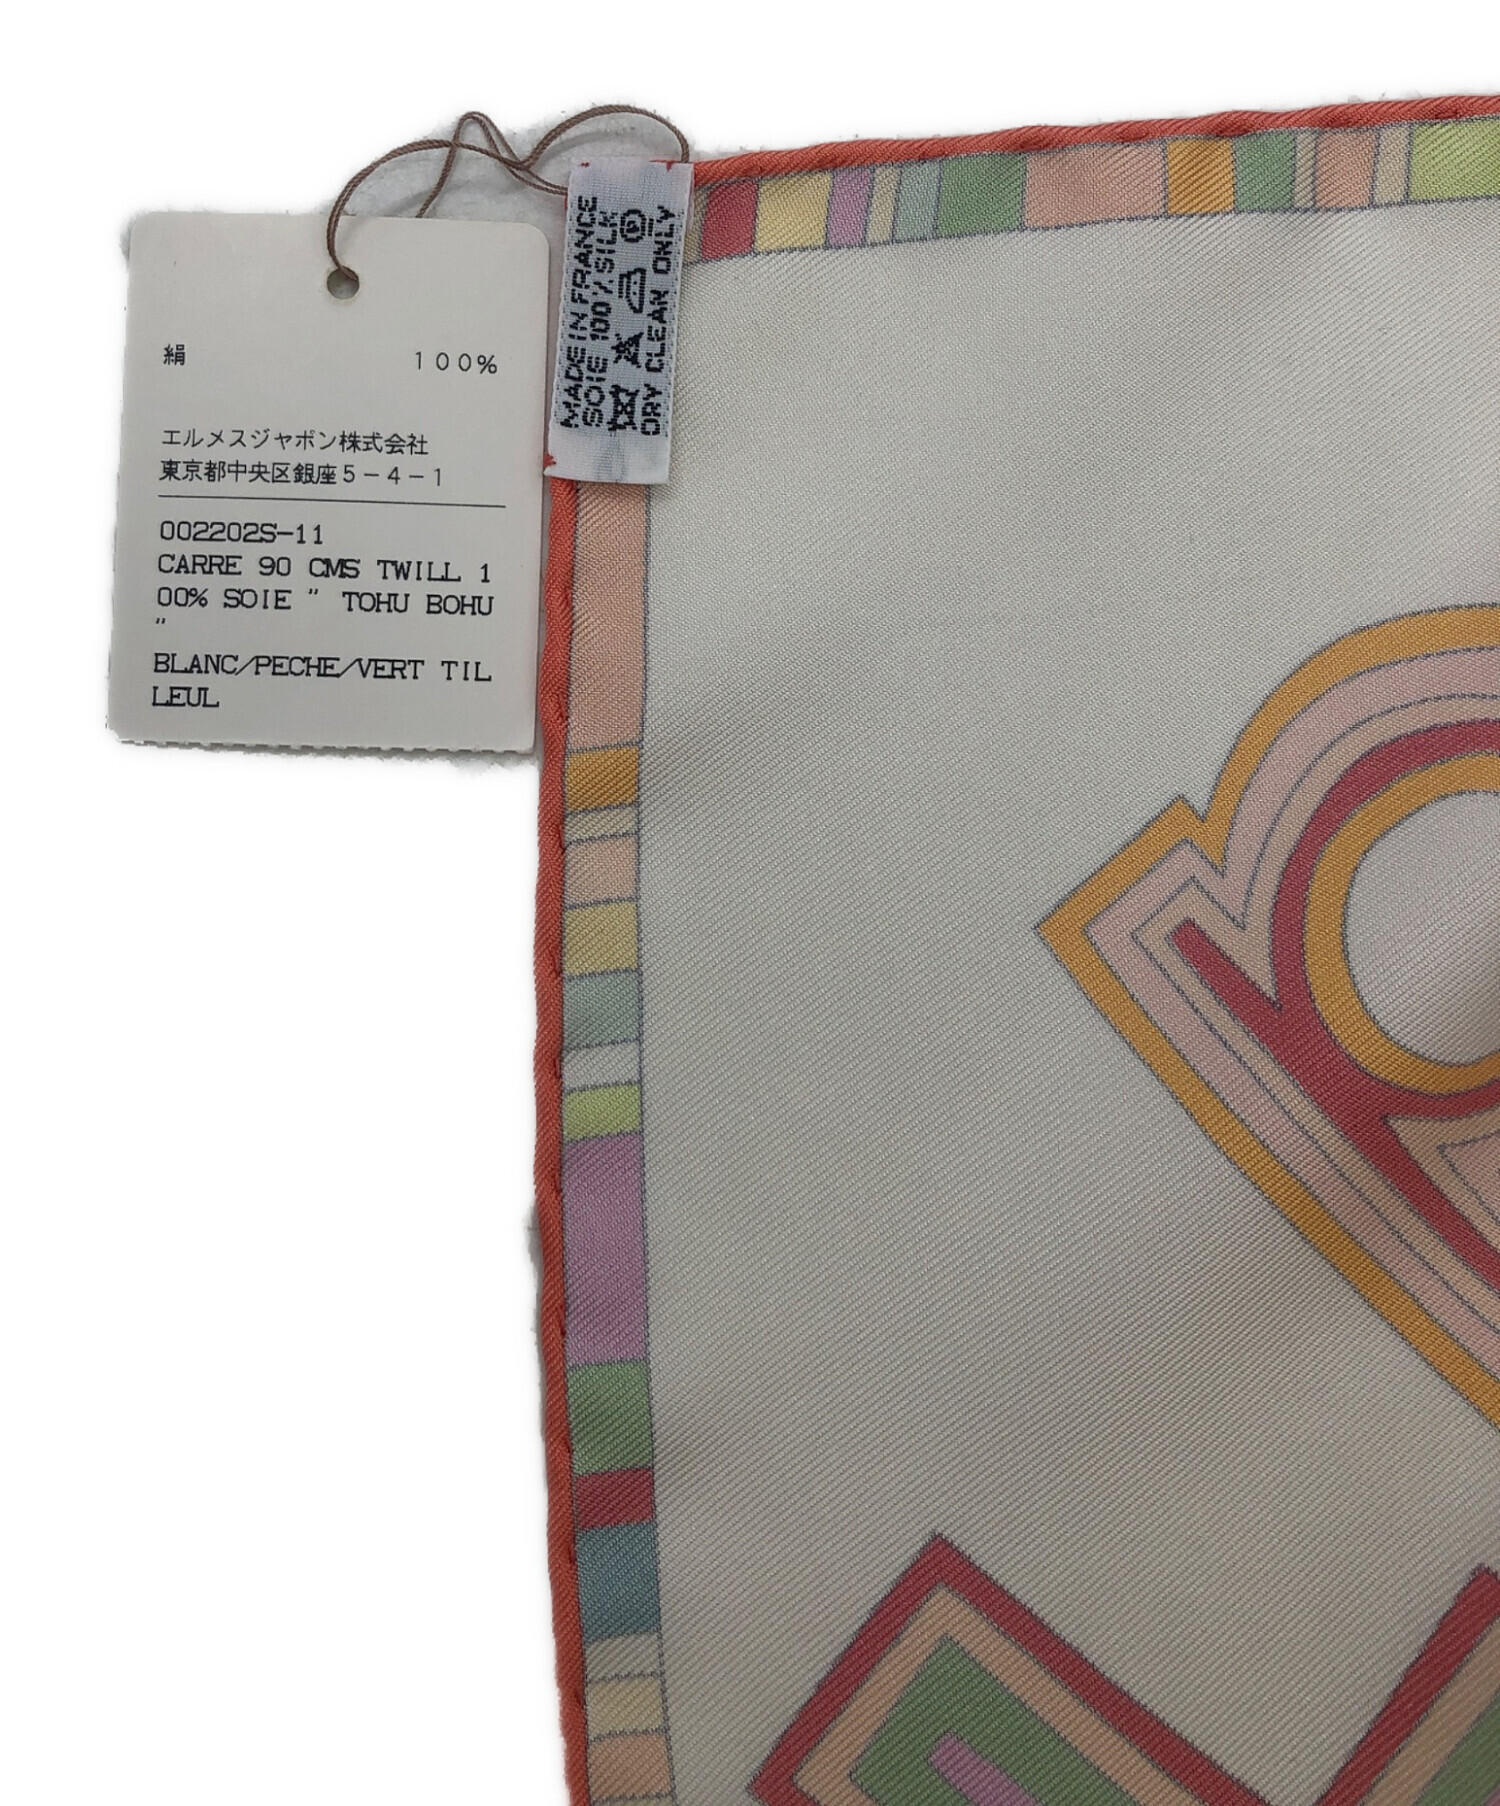 絹 100%
エルメスジャポン株式会社
東京都中央区銀座5-4-1
002202S-11
CARRE 90 CMS TWILL 1
00% SOIE " TOHU BOHU
"
BLANC/PECHE/VERT TIL
LEUL
MADE IN FRANCE
SOIE 100% SILK
DRY CLEAN ONLY